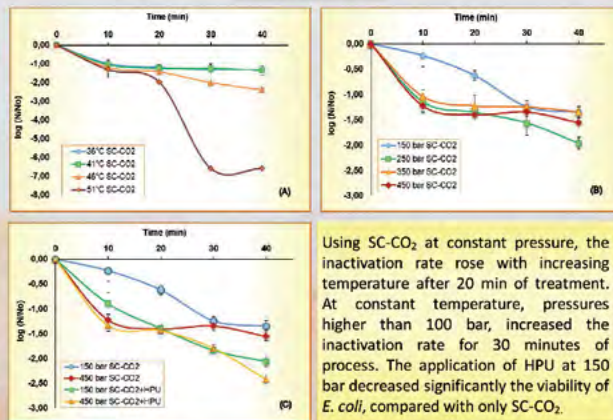 Time (min)
0 10 20 30 40
0,00
-1,00
-2,00
-3,00
-4,00
-5,00
-6,00
-7,00
-8,00
log (N/No)
36°C SC-CO2
41°C SC-CO2
46°C SC-CO2
51°C SC-CO2
(A)
Time (min)
0 10 20 30 40
0,00
-0,50
-1,00
-1,50
-2,00
-2,50
-3,00
log (N/No)
150 bar SC-CO2
250 bar SC-CO2
350 bar SC-CO2
450 bar SC-CO2
(B)
Time (min)
0 10 20 30 40
0,00
-0,50
-1,00
-1,50
-2,00
-2,50
-3,00
log (N/No)
150 bar SC-CO2
450 bar SC-CO2
150 bar SC-CO2+HPU
450 bar SC-CO2+HPU
(C)
Using SC-CO₂ at constant pressure, the
inactivation rate rose with increasing
temperature after 20 min of treatment.
At constant temperature, pressures
higher than 100 bar, increased the
inactivation rate for 30 minutes of
process. The application of HPU at 150
bar decreased significantly the viability of
E. coli, compared with only SC-CO₂.